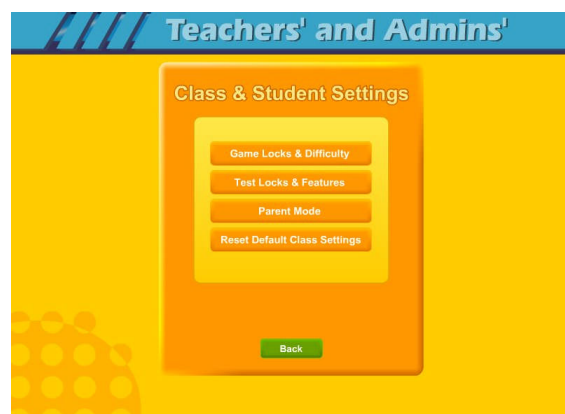 Teachers' and Admins'
Class & Student Settings
Game Locks & Difficulty
Test Locks & Features
Parent Mode
Reset Default Class Settings
Back